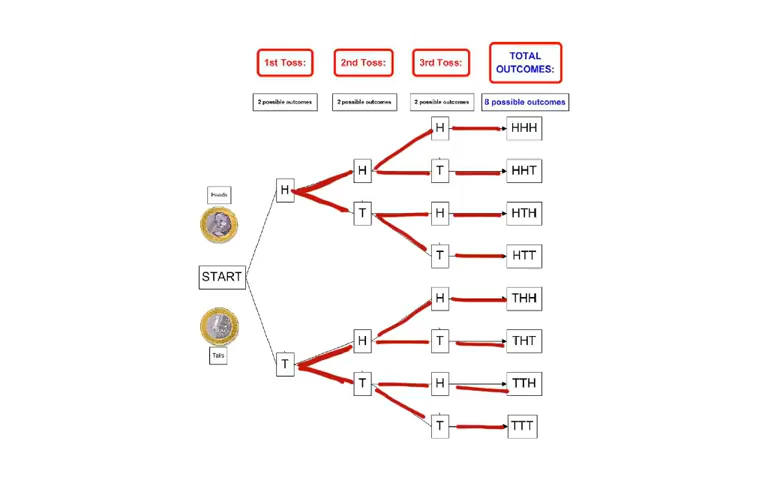 1st Toss:
2nd Toss:
3rd Toss:
TOTAL
OUTCOMES:
2 possible outcomes
2 possible outcomes
2 possible outcomes
8 possible outcomes
H
HHH
H
T
HHT
H
Heads
T
H
HTH
T
HTT
START
H
THH
H
T
THT
Tails
T
T
H
TTH
T
TTT